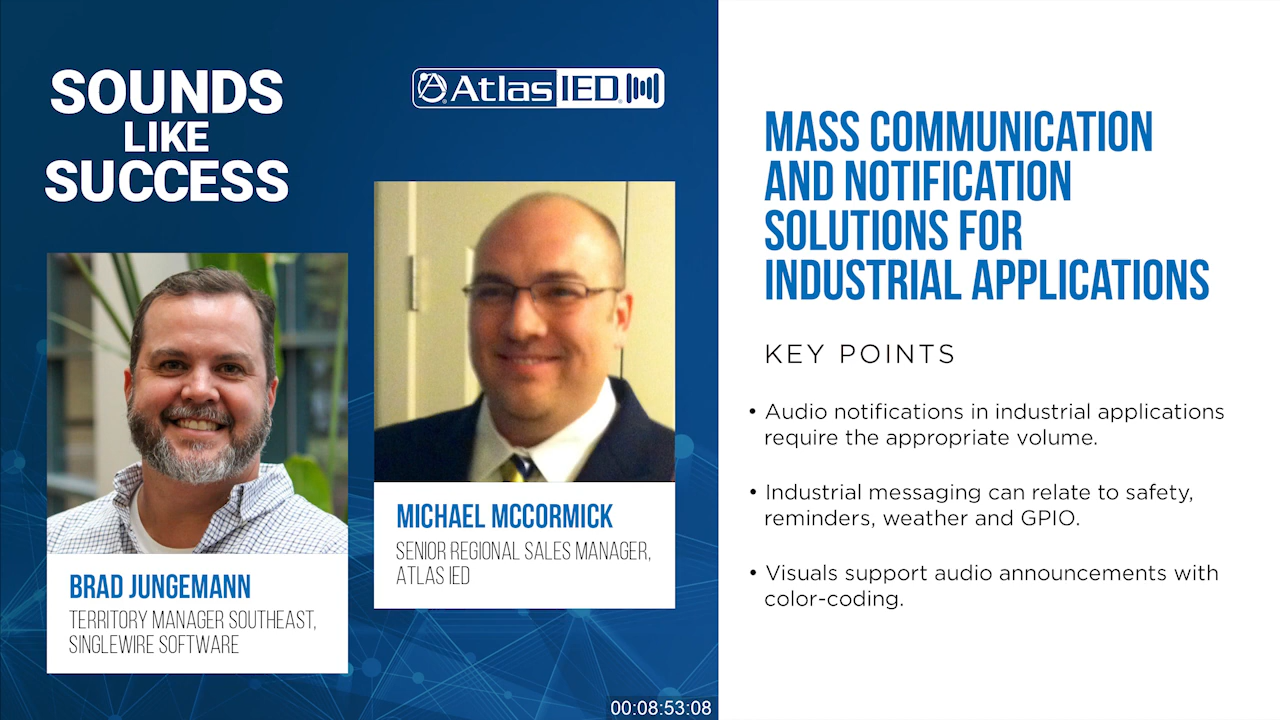 SOUNDS
LIKE
SUCCESS
AtlasIED
BRAD JUNGEMANN
TERRITORY MANAGER SOUTHEAST,
SINGLEWIRE SOFTWARE
MICHAEL MCCORMICK
SENIOR REGIONAL SALES MANAGER,
ATLAS IED
MASS COMMUNICATION
AND NOTIFICATION
SOLUTIONS FOR
INDUSTRIAL APPLICATIONS
KEY POINTS
• Audio notifications in industrial applications
require the appropriate volume.
• Industrial messaging can relate to safety,
reminders, weather and GPIO.
• Visuals support audio announcements with
color-coding.
00:08:53:08